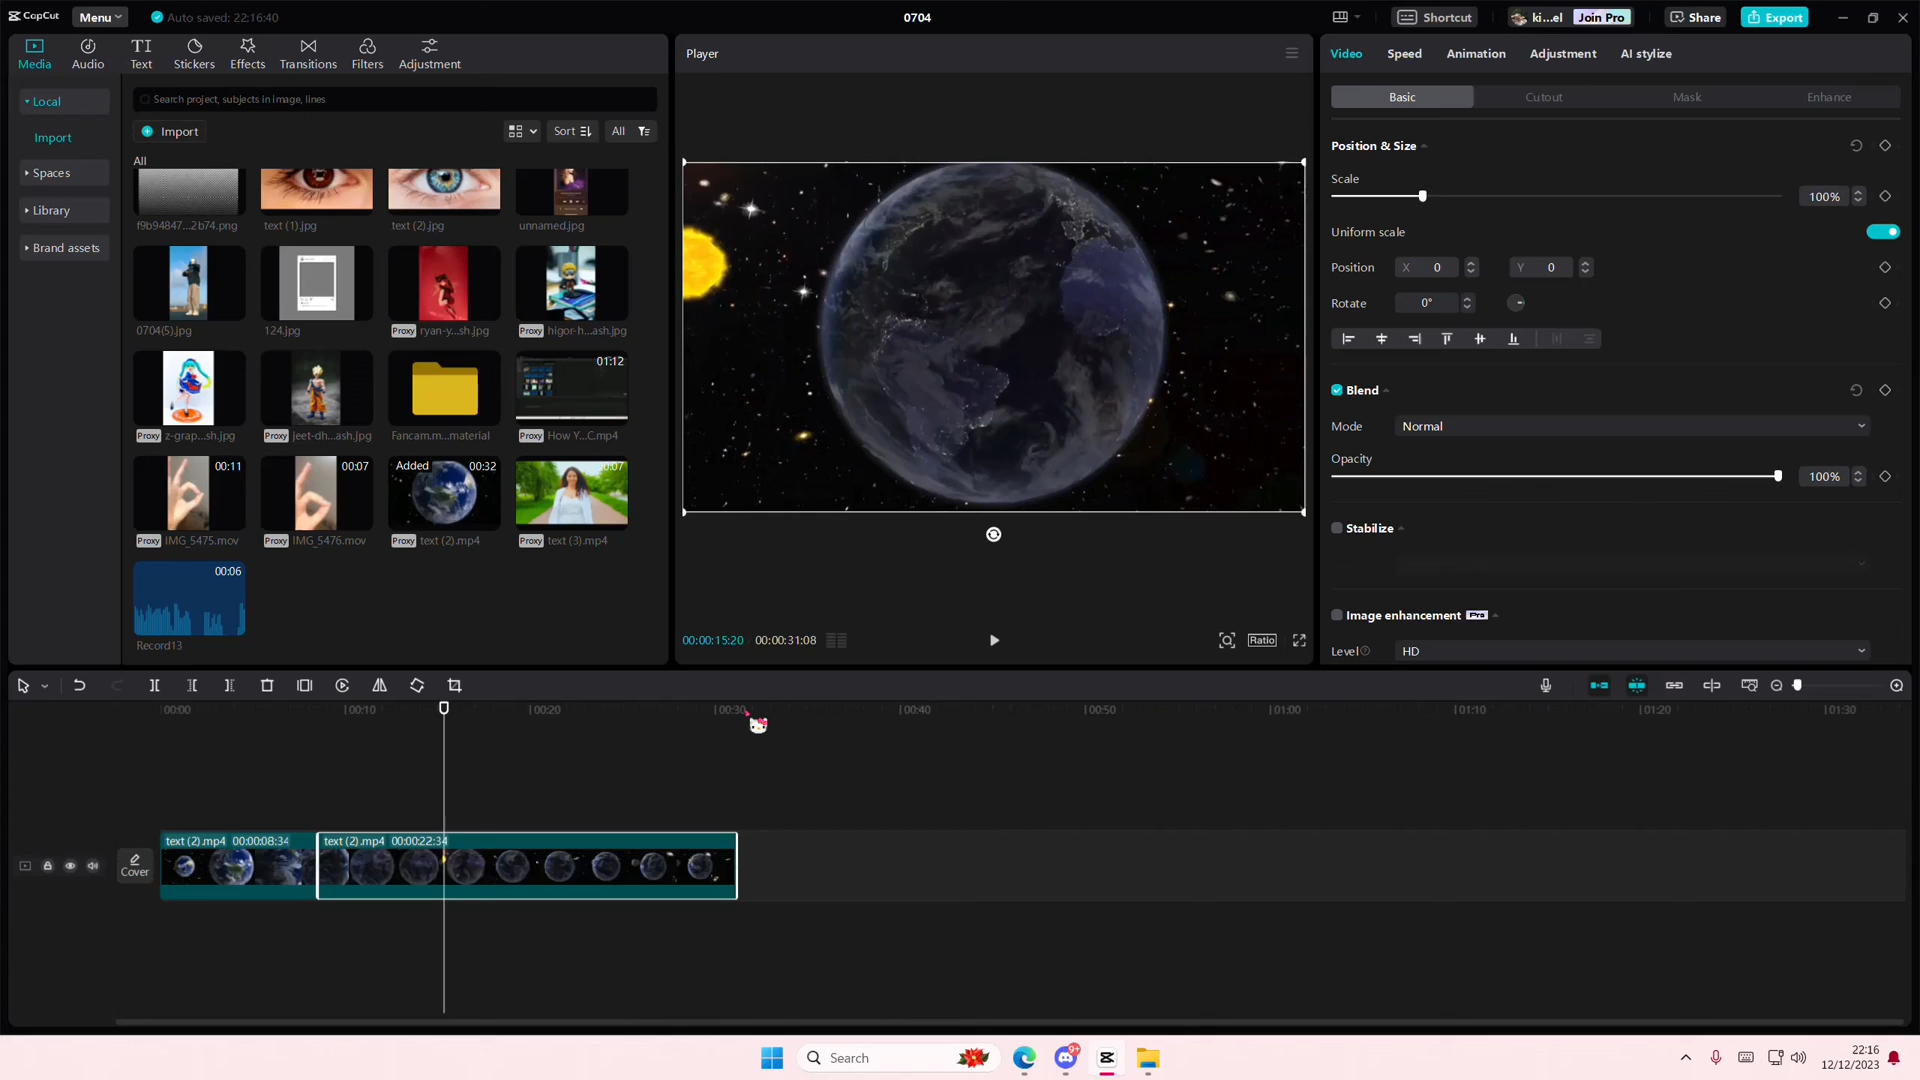 CapCut
Menu
Auto saved: 22:16:40
0704
Shortcut
ki...el
Join Pro
Share
Export
Media
Audio
TI
Text
Stickers
Effects
Transitions
Filters
Adjustment
Local
Import
Spaces
Library
Brand assets
Search project, subjects in image, lines
Import
Sort
All
All
f9b94847...2b74.png
text (1).jpg
text (2).jpg
unnamed.jpg
0704(5).jpg
124.jpg
Proxy ryan-y...sh.jpg
Proxy higor-h...ash.jpg
01:12
Proxy z-grap...sh.jpg
Proxy jeet-dh...ash.jpg
Fancam.m...material
Proxy How Y...C.mp4
00:11
00:07
Added 00:32
00:07
Proxy IMG_5475.mov
Proxy IMG_5476.mov
Proxy text (2).mp4
Proxy text (3).mp4
00:06
Record13
Player
00:00:15:20 00:00:31:08
Ratio
Video
Speed
Animation
Adjustment
AI stylize
Basic
Cutout
Mask
Enhance
Position & Size
Scale
100%
Uniform scale
Position X 0 Y 0
Rotate 0°
Blend
Mode Normal
Opacity
100%
Stabilize
Image enhancement Pro
Level HD
00:00 00:10 00:20 00:30 00:40 00:50 01:00 01:10 01:20 01:30
text (2).mp4 00:00:08:34
text (2).mp4 00:00:22:34
Cover
Search
9+
22:16
12/12/2023